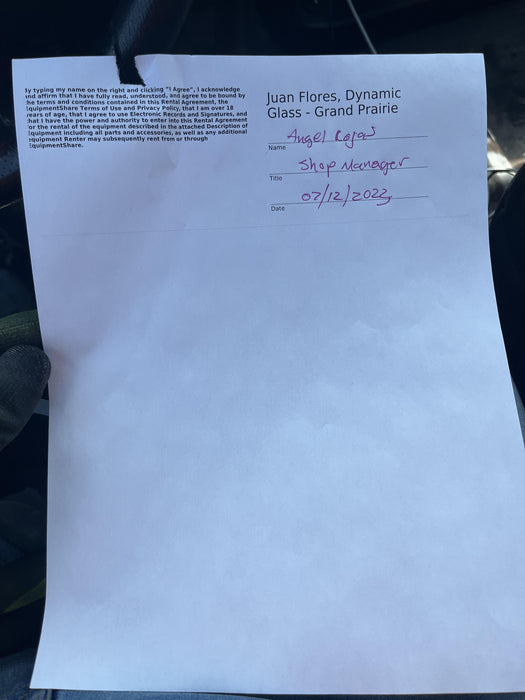 By typing my name on the right and clicking "I Agree", I acknowledge
and affirm that I have fully read, understood, and agree to be bound by
the terms and conditions contained in this Rental Agreement, the
EquipmentShare Terms of Use and Privacy Policy, that I am over 18
years of age, that I agree to use Electronic Records and Signatures, and
that I have the power and authority to enter into this Rental Agreement
for the rental of the equipment described in the attached Description of
Equipment including all parts and accessories, as well as any additional
equipment Renter may subsequently rent from or through
EquipmentShare.
Juan Flores, Dynamic
Glass - Grand Prairie
Angel Rojas
Name
Shop Manager
Title
07/12/2022
Date